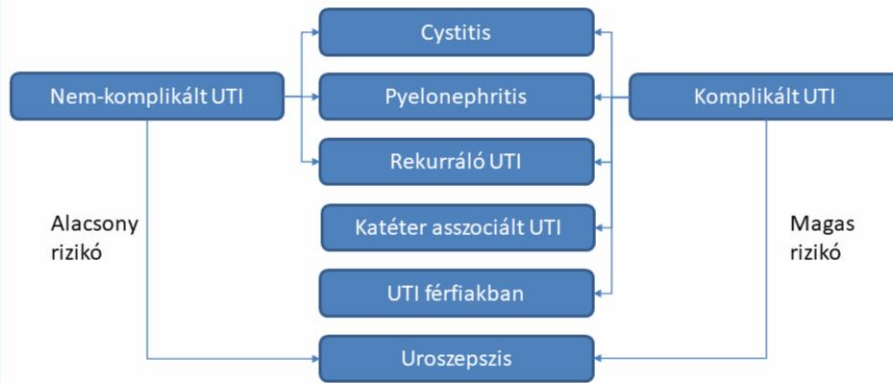 Cystitis
Nem-komplikált UTI
Pyelonephritis
Komplikált UTI
Rekurráló UTI
Alacsony
rizikó
Katéter asszociált UTI
Magas
rizikó
UTI férfiakban
Uroszepszis